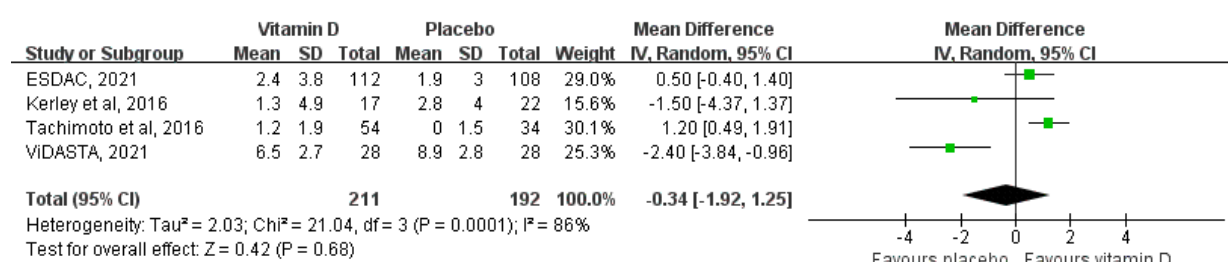 Vitamin D Placebo Mean Difference Mean Difference
Study or Subgroup Mean SD Total Mean SD Total Weight IV, Random, 95% CI IV, Random, 95% CI
ESDAC, 2021 2.4 3.8 112 1.9 3 108 29.0% 0.50 [-0.40, 1.40]
Kerley et al, 2016 1.3 4.9 17 2.8 4 22 15.6% -1.50 [-4.37, 1.37]
Tachimoto et al, 2016 1.2 1.9 54 0 1.5 34 30.1% 1.20 [0.49, 1.91]
ViDASTA, 2021 6.5 2.7 28 8.9 2.8 28 25.3% -2.40 [-3.84, -0.96]
Total (95% CI) 211 192 100.0% -0.34 [-1.92, 1.25]
Heterogeneity: Tau² = 2.03; Chi² = 21.04, df = 3 (P = 0.0001); I² = 86%
Test for overall effect: Z = 0.42 (P = 0.68)
-4 -2 0 2 4
Favours placebo Favours vitamin D